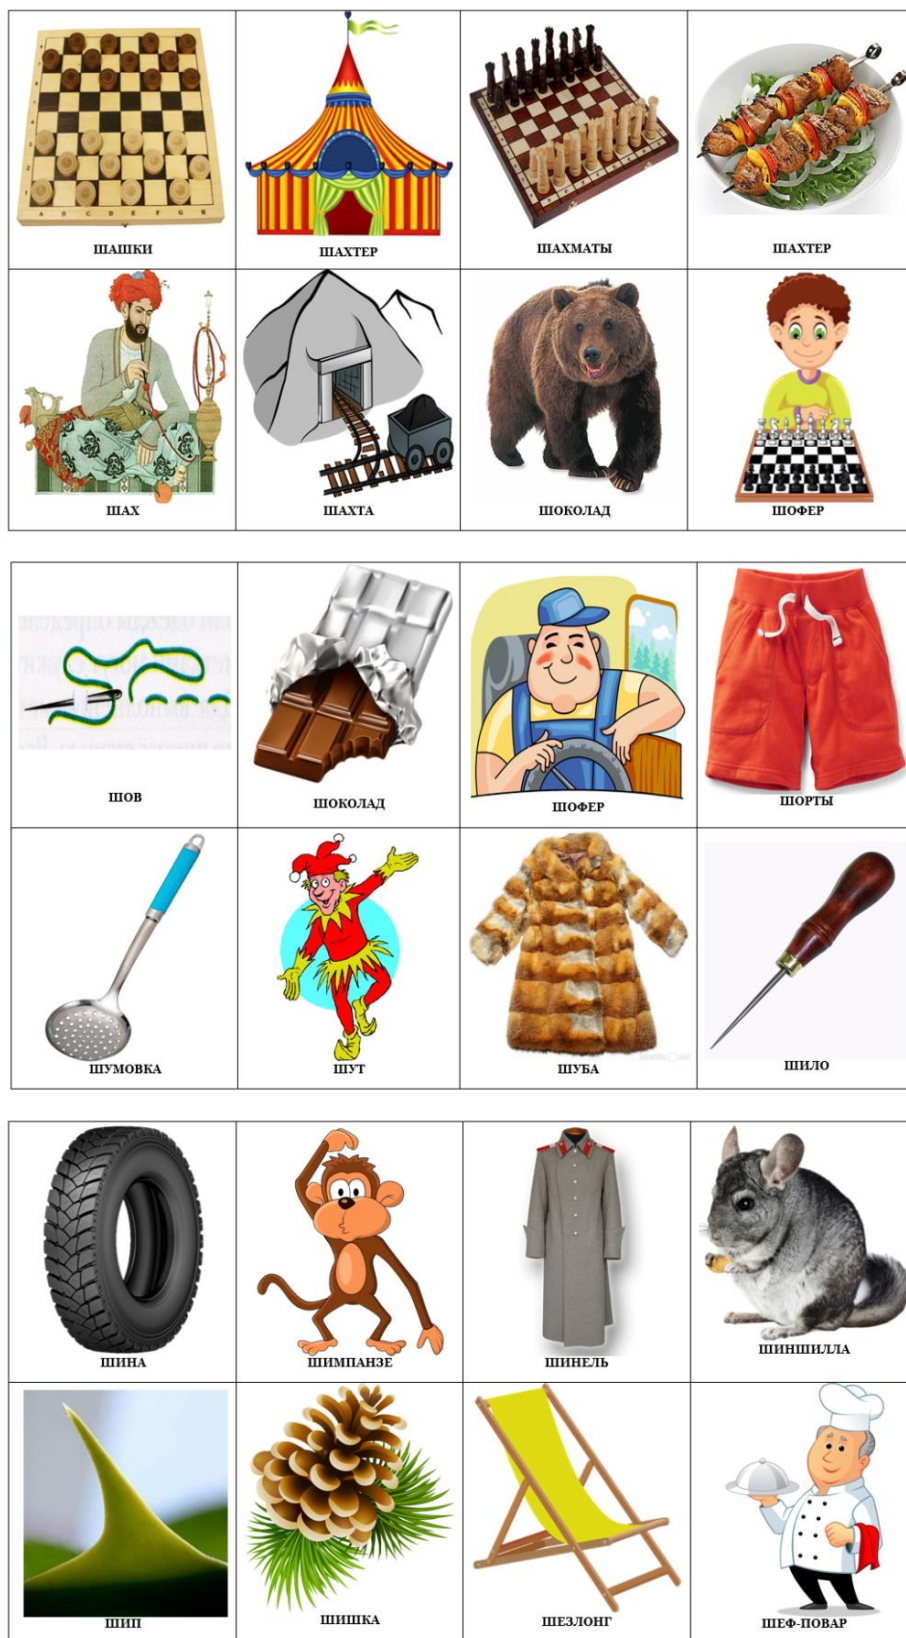 ШАШКИ
ШАХТЕР
ШАХМАТЫ
ШАХТЕР
ШАХ
ШАХТА
ШОКОЛАД
ШОФЕР
ШОВ
ШОКОЛАД
ШОФЕР
ШОРТЫ
ШУМОВКА
ШУТ
ШУБА
ШИЛО
ШИНА
ШИМПАНЗЕ
ШИНЕЛЬ
ШИНШИЛЛА
ШИП
ШИШКА
ШЕЗЛОНГ
ШЕФ-ПОВАР